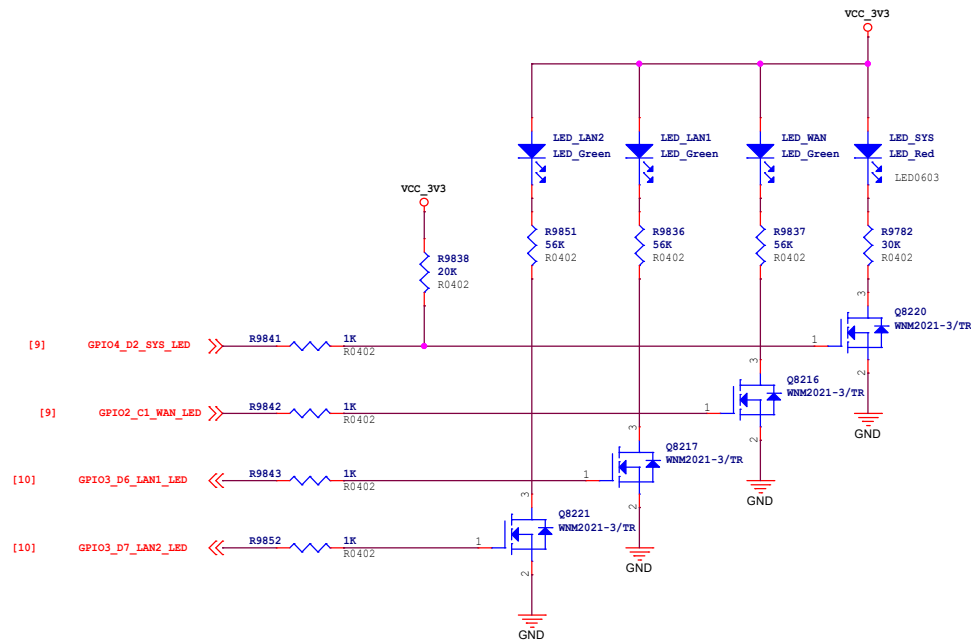 VCC_3V3
LED_LAN2
LED_Green
LED_LAN1
LED_Green
LED_WAN
LED_Green
LED_SYS
LED_Red
LED0603
VCC_3V3
R9838
20K
R0402
R9851
56K
R0402
R9836
56K
R0402
R9837
56K
R0402
R9782
30K
R0402
[9] GPIO4_D2_SYS_LED R9841 1K
R0402
1
3
2
Q8220
WNM2021-3/TR
GND
[9] GPIO2_C1_WAN_LED R9842 1K
R0402
1
3
2
Q8216
WNM2021-3/TR
GND
[10] GPIO3_D6_LAN1_LED R9843 1K
R0402
1
3
2
Q8217
WNM2021-3/TR
GND
[10] GPIO3_D7_LAN2_LED R9852 1K
R0402
1
3
2
Q8221
WNM2021-3/TR
GND